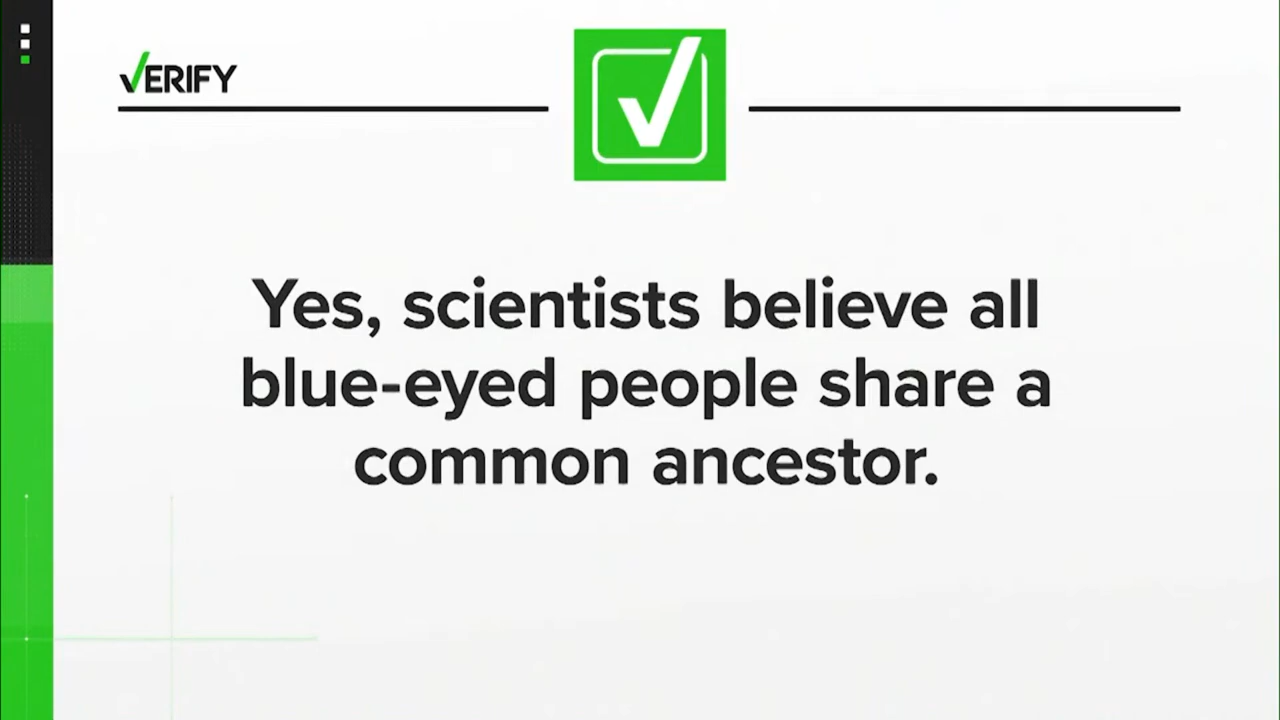 VERIFY
Yes, scientists believe all
blue-eyed people share a
common ancestor.